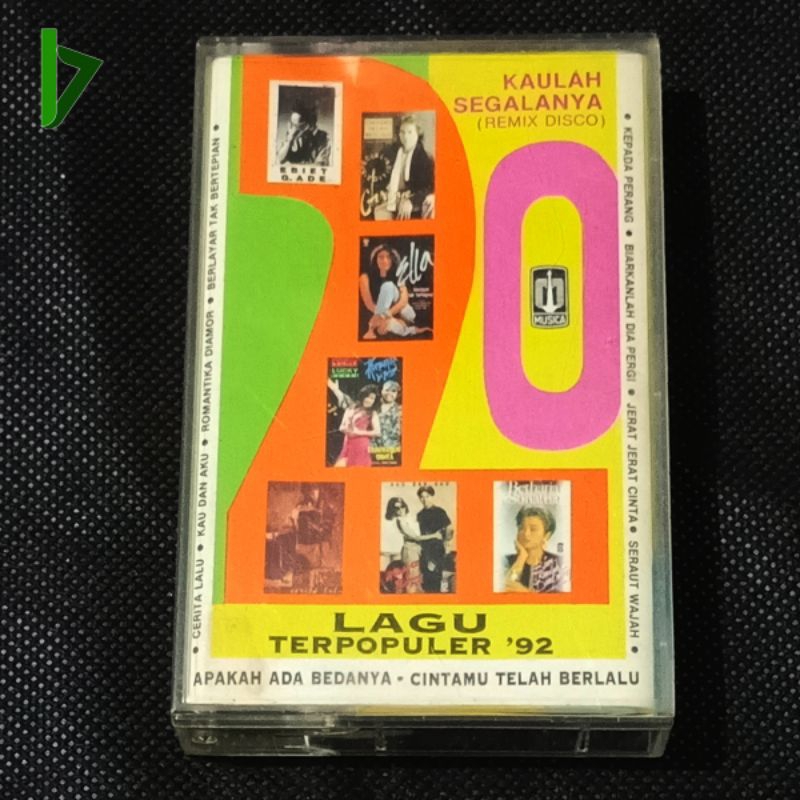 KAULAH
SEGALANYA
(REMIX DISCO)
20
EBIET
G. ADE
Ella
LUCKY
MUSICA
LAGU
TERPOPULER '92
APAKAH ADA BEDANYA - CINTAMU TELAH BERLALU
• CERITA LALU • KAU DAN AKU • ROMANTIKA DIAMOR • BERLAYAR TAK BERTEPIAN •
• KEPADA PERANG • BIARKANLAH DIA PERGI • JERAT JERAT CINTA • SERAUT WAJAH •